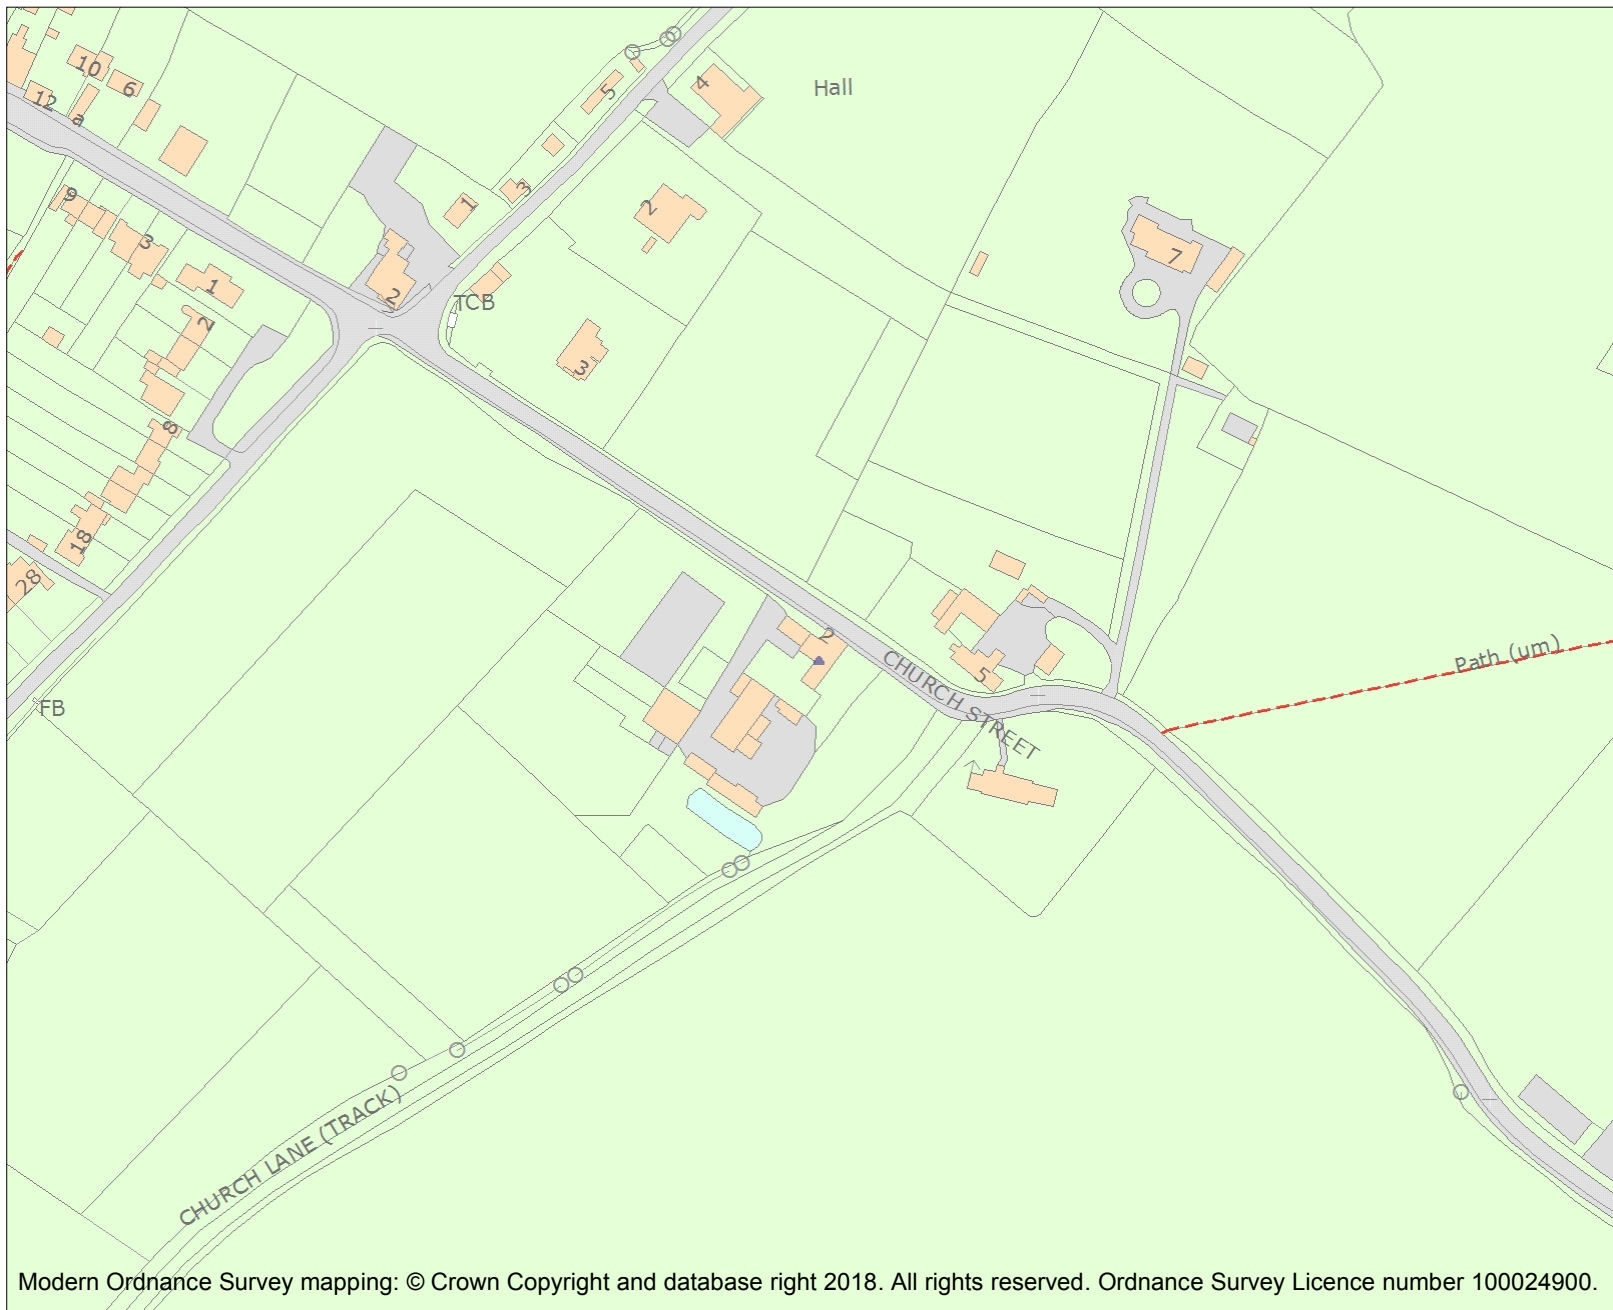 10
6
12
a
5
4
Hall
9
3
1
1
3
2
2
TCB
7
2
3
8
18
28
2
CHURCH STREET
5
Path (um)
FB
CHURCH LANE (TRACK)
Modern Ordnance Survey mapping: © Crown Copyright and database right 2018. All rights reserved. Ordnance Survey Licence number 100024900.